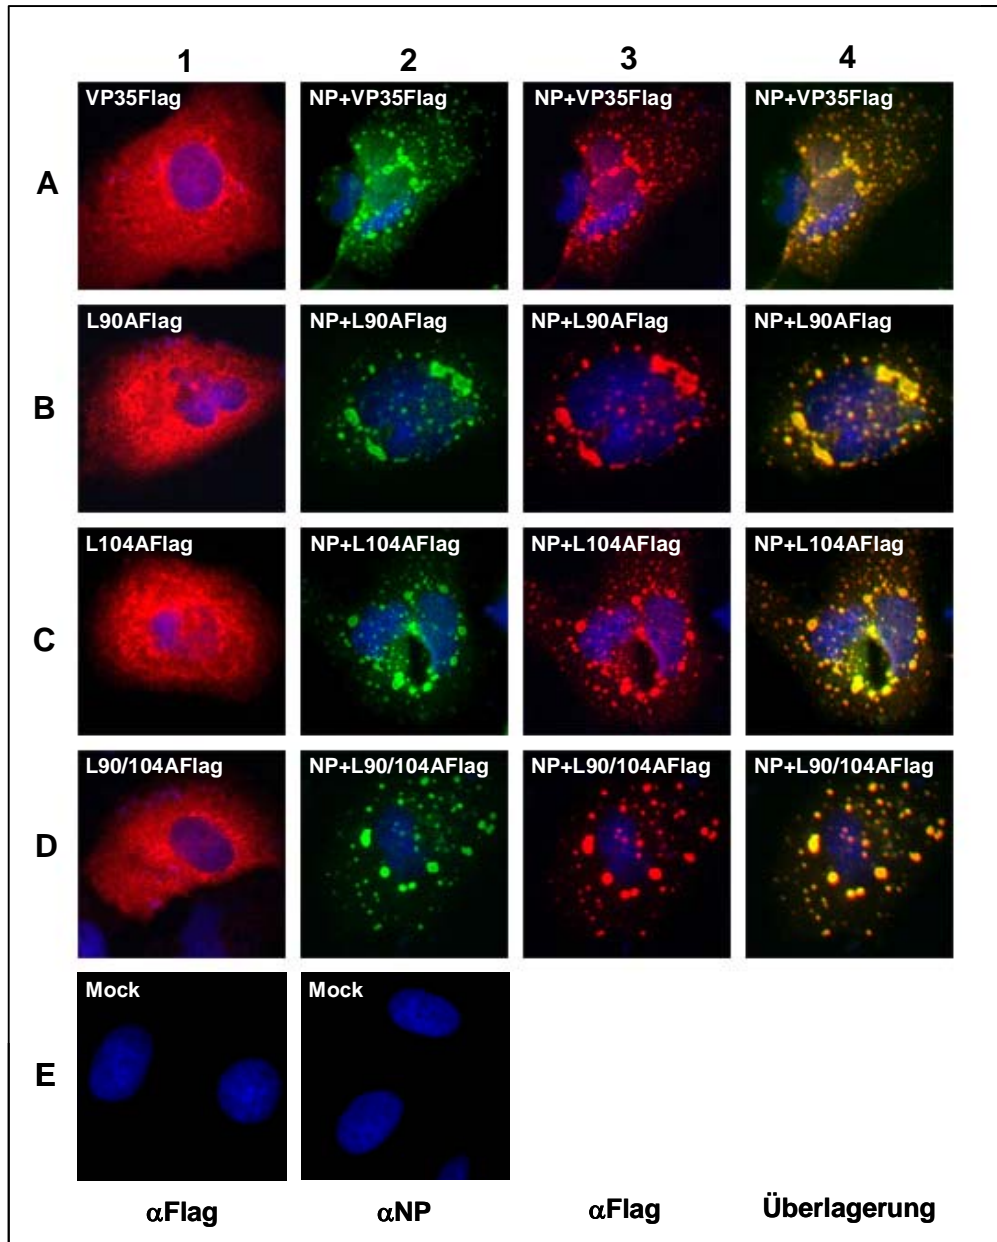 1 2 3 4
VP35Flag NP+VP35Flag NP+VP35Flag NP+VP35Flag
A
L90AFlag NP+L90AFlag NP+L90AFlag NP+L90AFlag
B
L104AFlag NP+L104AFlag NP+L104AFlag NP+L104AFlag
C
L90/104AFlag NP+L90/104AFlag NP+L90/104AFlag NP+L90/104AFlag
D
Mock Mock
E
αFlag αNP αFlag Überlagerung